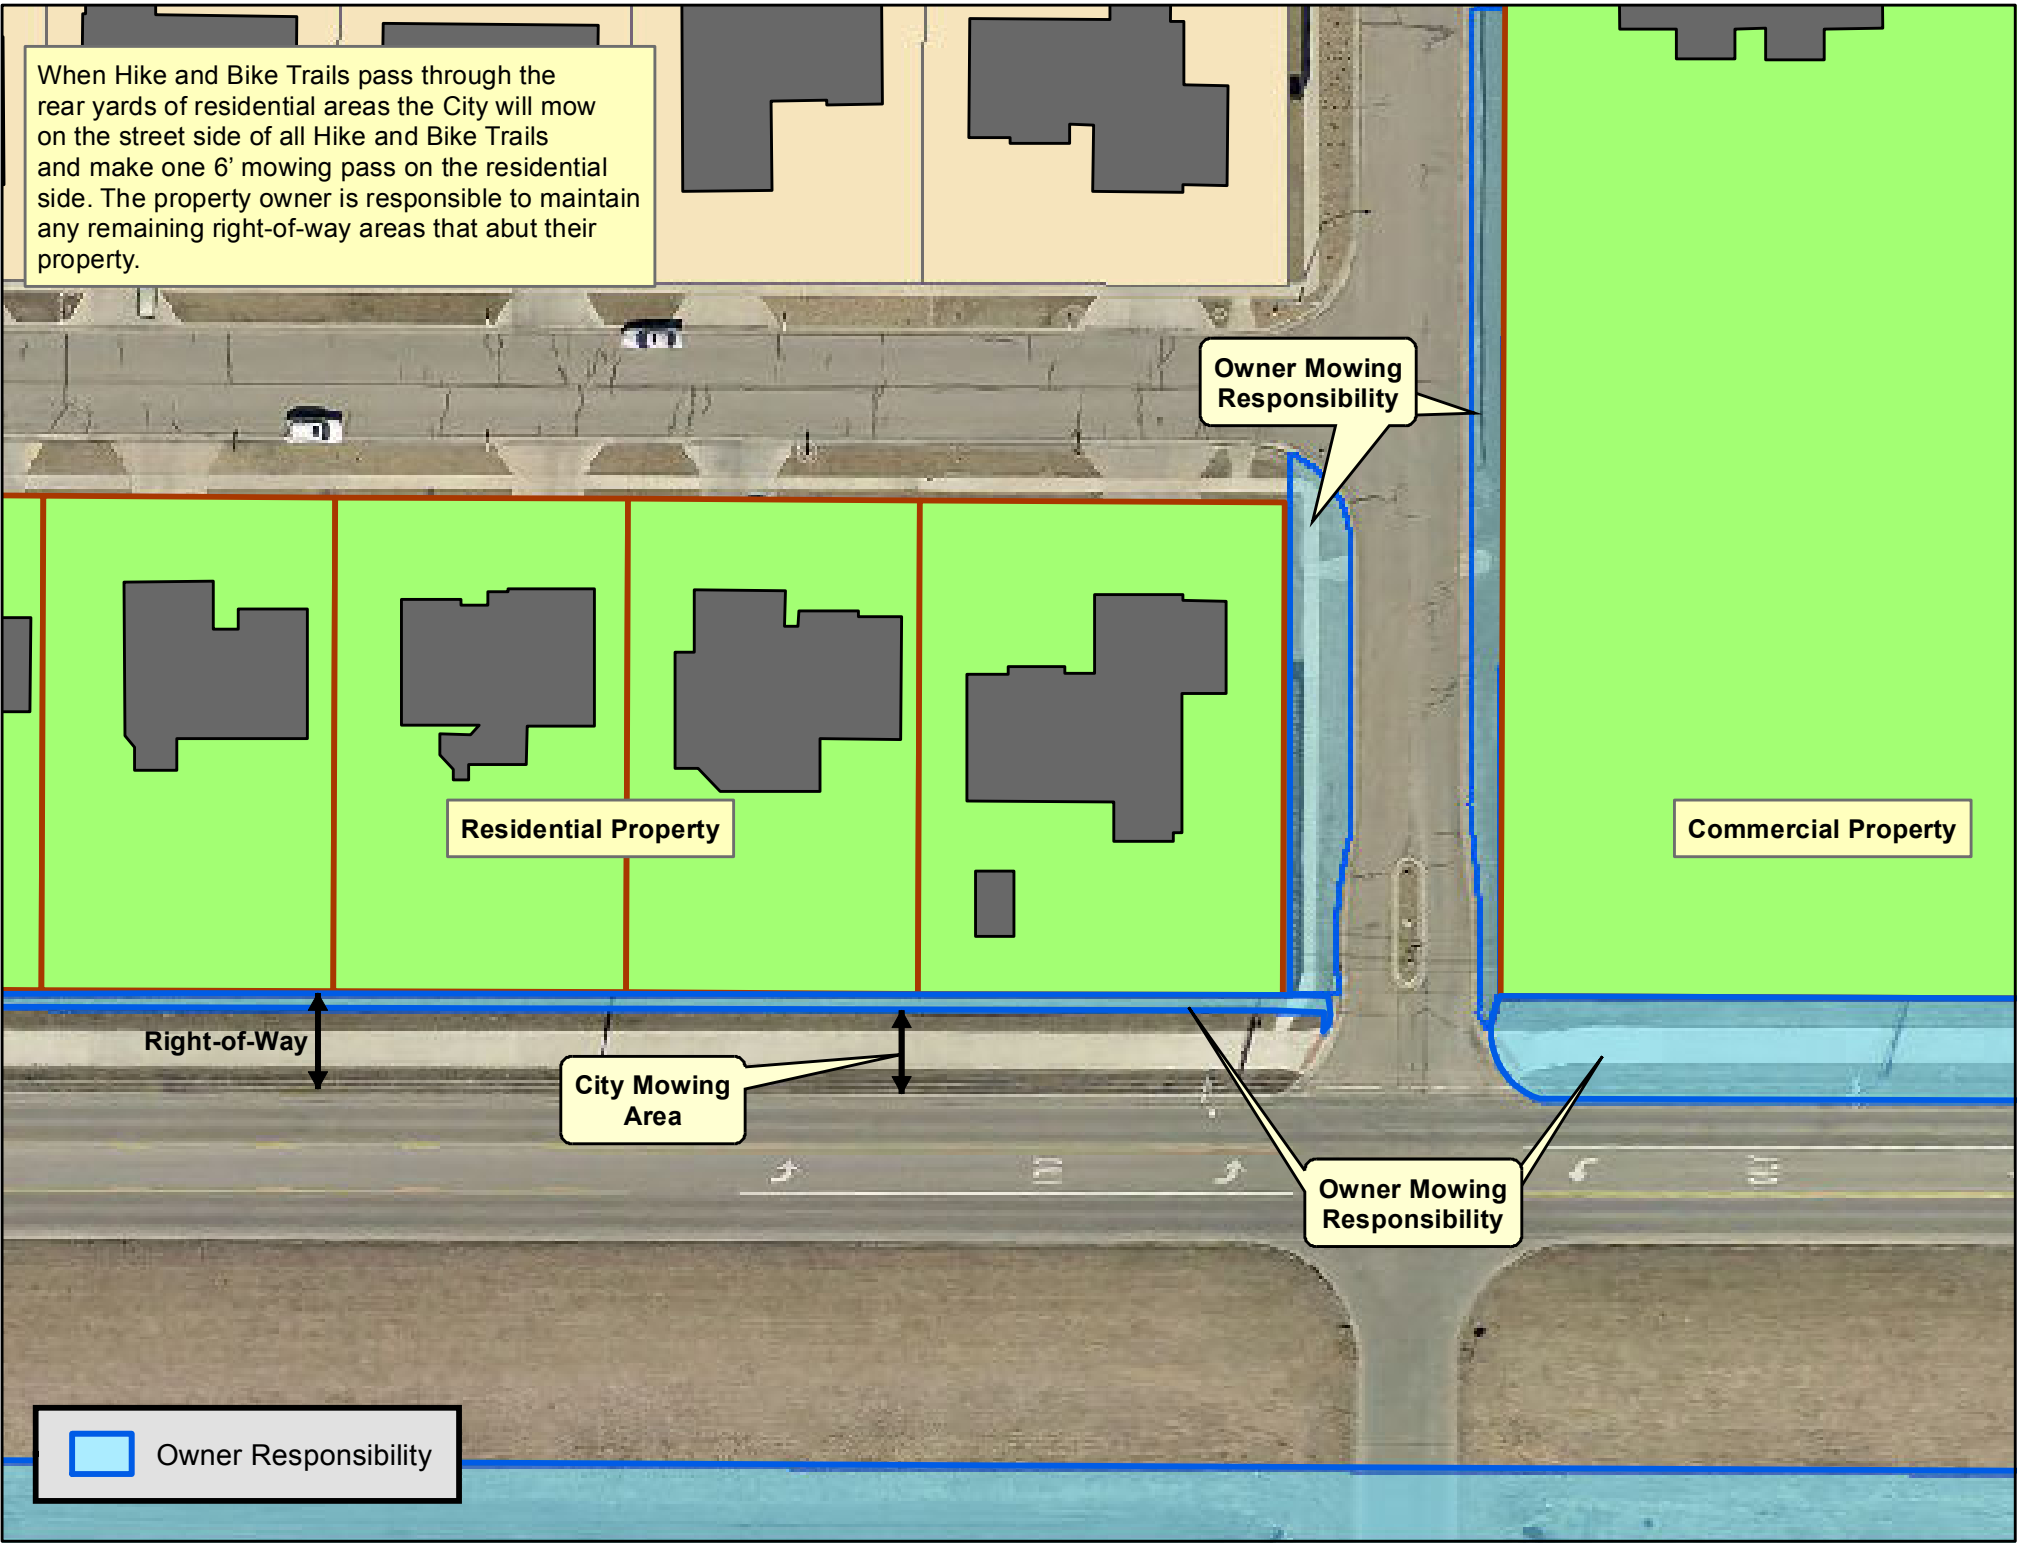 When Hike and Bike Trails pass through the
rear yards of residential areas the City will mow
on the street side of all Hike and Bike Trails
and make one 6’ mowing pass on the residential
side. The property owner is responsible to maintain
any remaining right-of-way areas that abut their
property.
Owner Mowing
Responsibility
Residential Property
Commercial Property
Right-of-Way
City Mowing
Area
Owner Mowing
Responsibility
Owner Responsibility